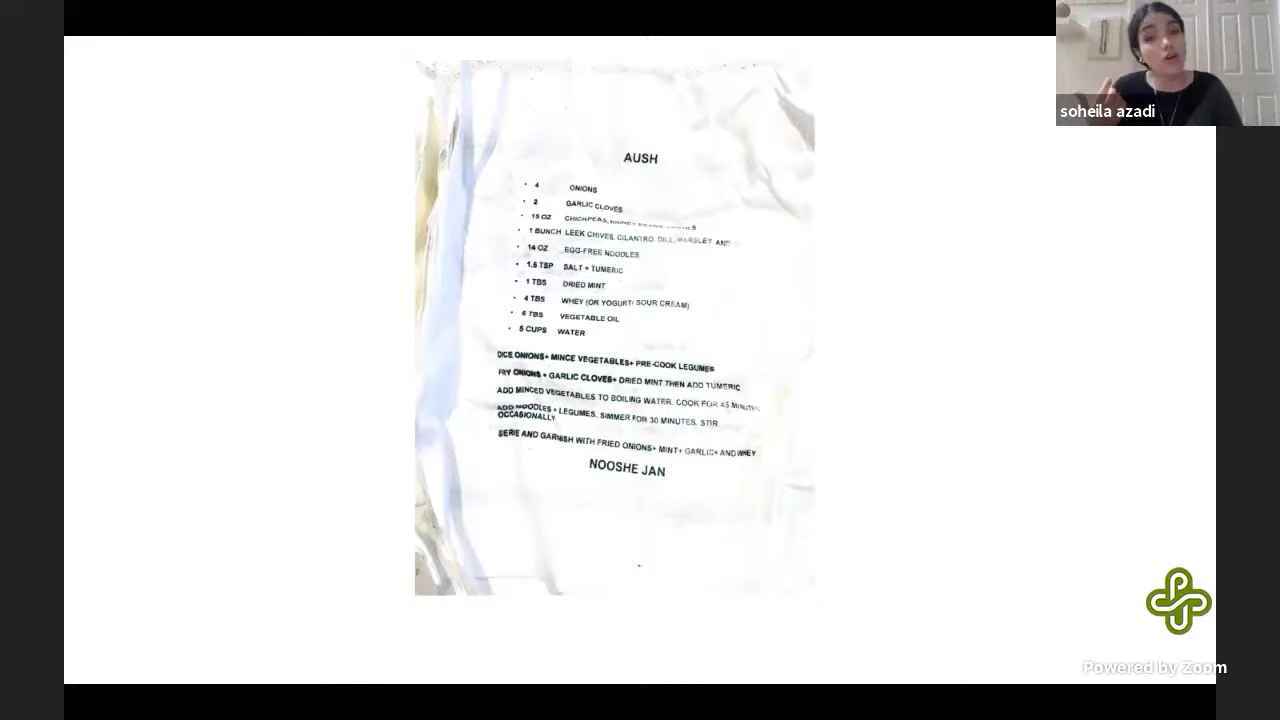 soheila azadi
AUSH
• 4 ONIONS
• 2 GARLIC CLOVES
• 15 OZ CHICKPEAS,
• 1 BUNCH LEEK CHIVES, CILANTRO, DILL, PARSLEY, AND
• 14 OZ EGG-FREE NOODLES
• 1.5 TSP SALT + TUMERIC
• 1 TBS DRIED MINT
• 4 TBS WHEY (OR YOGURT/ SOUR CREAM)
• 6 TBS VEGETABLE OIL
• 5 CUPS WATER
DICE ONIONS+ MINCE VEGETABLES+ PRE-COOK LEGUMES
FRY ONIONS + GARLIC CLOVES+ DRIED MINT THEN ADD TUMERIC
ADD MINCED VEGETABLES TO BOILING WATER. COOK FOR 45 MINUTES.
ADD NOODLES + LEGUMES. SIMMER FOR 30 MINUTES. STIR
OCCASIONALLY
SERIE AND GARNISH WITH FRIED ONIONS+ MINT+ GARLIC+ AND WHEY
NOOSHE JAN
Powered by Zoom